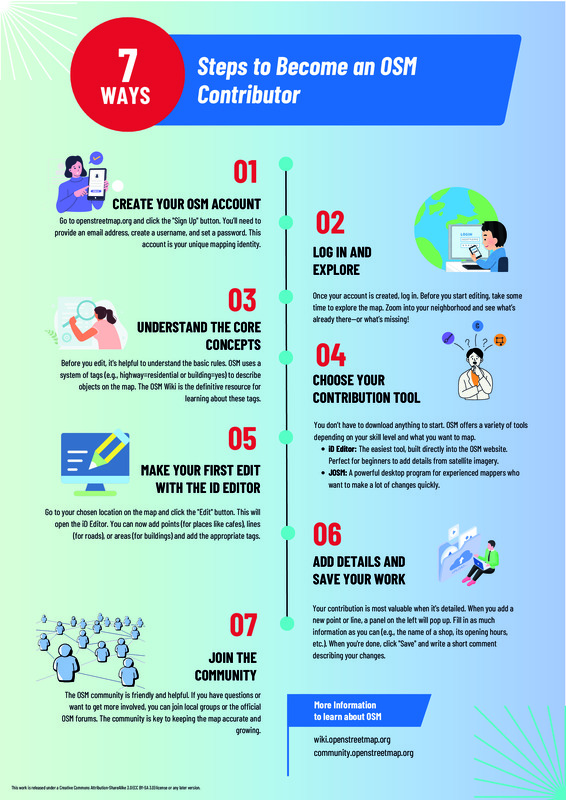 7
WAYS
Steps to Become an OSM
Contributor
01
CREATE YOUR OSM ACCOUNT
Go to openstreetmap.org and click the "Sign Up" button. You'll need to
provide an email address, create a username, and set a password. This
account is your unique mapping identity.
02
LOG IN AND
EXPLORE
LOGIN
Once your account is created, log in. Before you start editing, take some
time to explore the map. Zoom into your neighborhood and see what's
already there—or what's missing!
03
UNDERSTAND THE CORE
CONCEPTS
Before you edit, it's helpful to understand the basic rules. OSM uses a
system of tags (e.g., highway=residential or building=yes) to describe
objects on the map. The OSM Wiki is the definitive resource for
learning about these tags.
04
CHOOSE YOUR
CONTRIBUTION TOOL
You don't have to download anything to start. OSM offers a variety of tools
depending on your skill level and what you want to map.
• iD Editor: The easiest tool, built directly into the OSM website.
Perfect for beginners to add details from satellite imagery.
• JOSM: A powerful desktop program for experienced mappers who
want to make a lot of changes quickly.
05
MAKE YOUR FIRST EDIT
WITH THE ID EDITOR
Go to your chosen location on the map and click the "Edit" button. This will
open the iD Editor. You can now add points (for places like cafes), lines
(for roads), or areas (for buildings) and add the appropriate tags.
06
ADD DETAILS AND
SAVE YOUR WORK
Your contribution is most valuable when it's detailed. When you add a
new point or line, a panel on the left will pop up. Fill in as much
information as you can (e.g., the name of a shop, its opening hours,
etc.). When you're done, click "Save" and write a short comment
describing your changes.
07
JOIN THE
COMMUNITY
The OSM community is friendly and helpful. If you have questions or
want to get more involved, you can join local groups or the official
OSM forums. The community is key to keeping the map accurate and
growing.
More Information
to learn about OSM
wiki.openstreetmap.org
community.openstreetmap.org
This work is released under a Creative Commons Attribution-ShareAlike 3.0 (CC BY-SA 3.0) license or any later version.